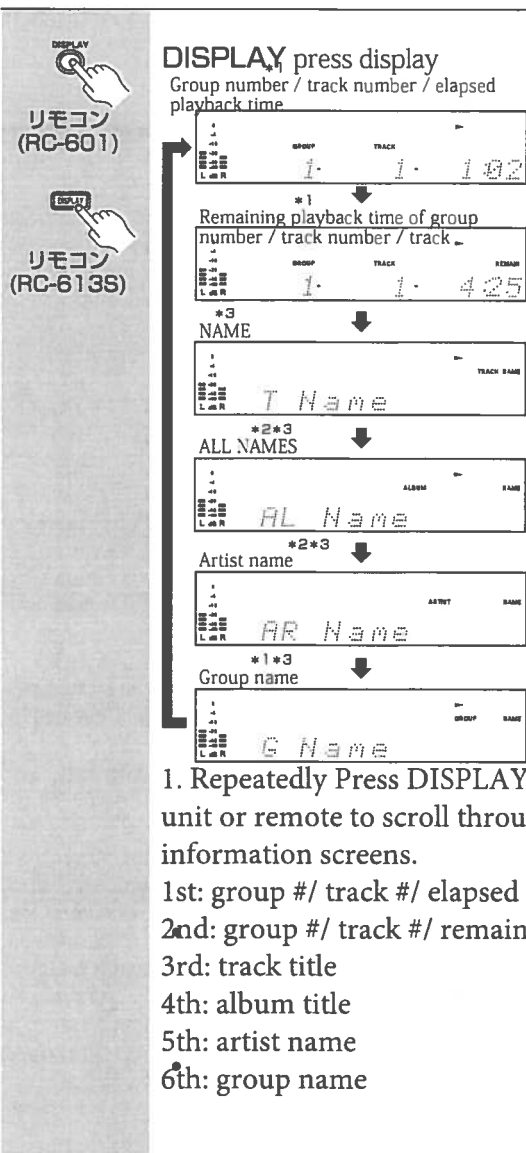 DISPLAY
リモコン
(RC-601)
DISPLAY
リモコン
(RC-613S)
DISPLAY press display
*1
Group number / track number / elapsed
playback time
GROUP TRACK
1· 1· 1:02
L R
*1
Remaining playback time of group
number / track number / track
GROUP TRACK REMAIN
1· 1· 4:25
L R
*3
NAME
TRACK NAME
T Name
L R
*2*3
ALL NAMES
ALBUM NAME
AL Name
L R
*2*3
Artist name
ARTIST NAME
AR Name
L R
*1*3
Group name
GROUP NAME
G Name
L R
1. Repeatedly Press DISPLAY
unit or remote to scroll throu
information screens.
1st: group #/ track #/ elapsed
2nd: group #/ track #/ remain
3rd: track title
4th: album title
5th: artist name
6th: group name